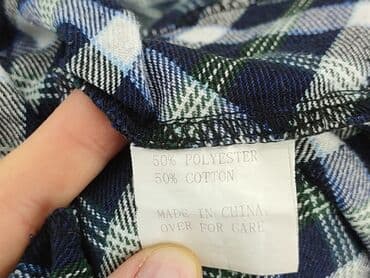 50% POLYESTER
50% COTTON
MADE IN CHINA
OVER FOR CARE